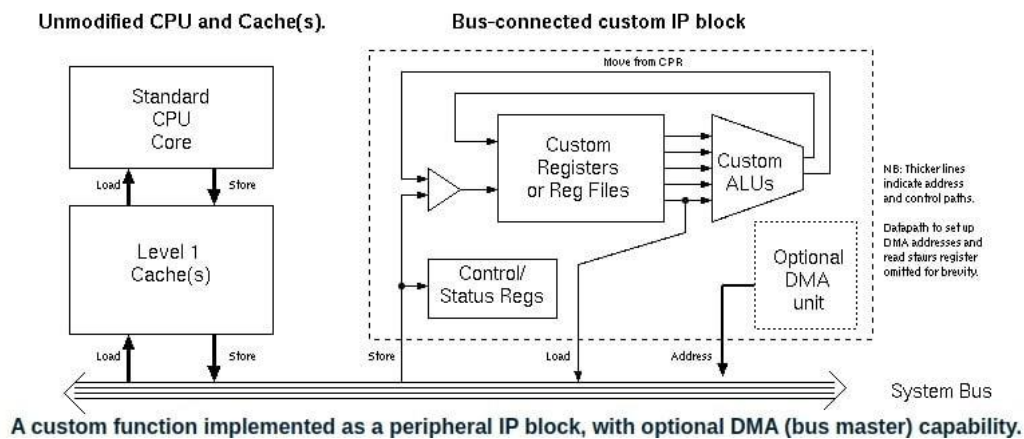 Unmodified CPU and Cache(s).
Bus-connected custom IP block
Move from CPR
Standard
CPU
Core
Load
Store
Level 1
Cache(s)
Load
Store
Custom
Registers
or Reg Files
Custom
ALUs
Control/
Status Regs
Optional
DMA
unit
NB: Thicker lines
indicate address
and control paths.
Datapath to set up
DMA addresses and
read staurs register
omitted for brevity.
Store
Load
Address
System Bus
A custom function implemented as a peripheral IP block, with optional DMA (bus master) capability.